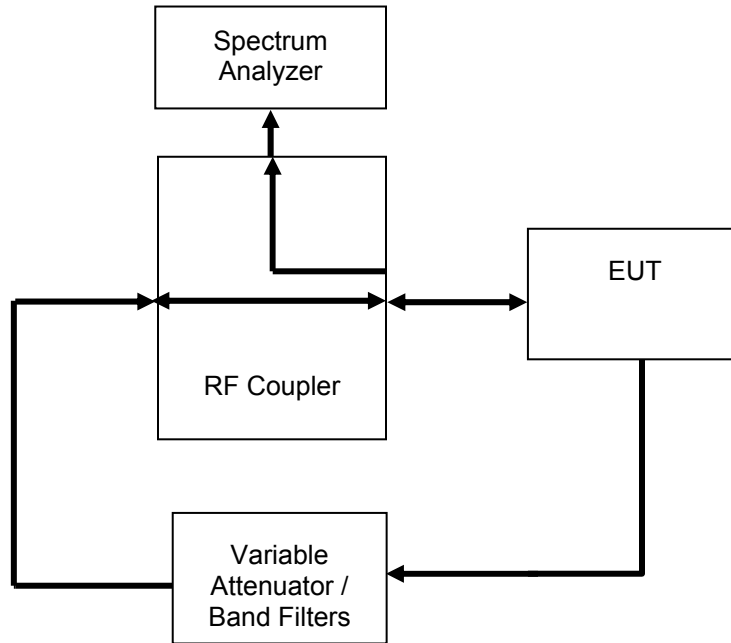 Spectrum
Analyzer
EUT
RF Coupler
Variable
Attenuator /
Band Filters